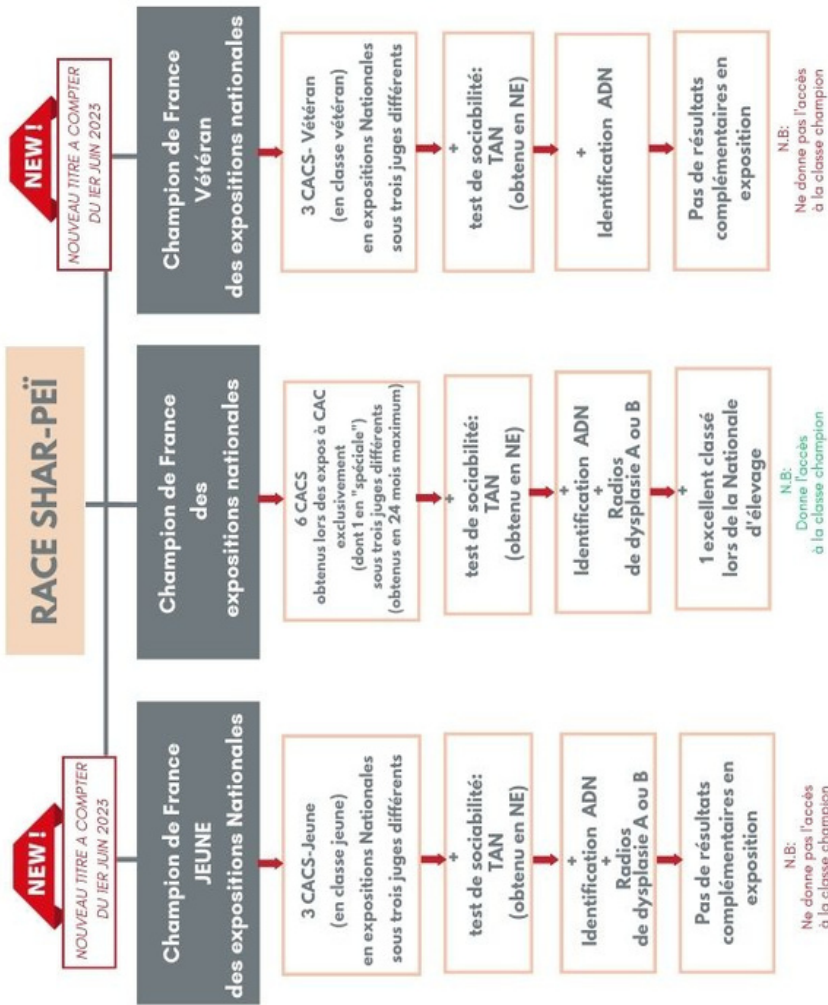 RACE SHAR-PEÏ
NEW !
NOUVEAU TITRE A COMPTER
DU 1ER JUIN 2023
Champion de France
JEUNE
des expositions Nationales
3 CACS-Jeune
(en classe jeune)
en expositions Nationales
sous trois juges différents
+
test de sociabilité:
TAN
(obtenu en NE)
+
Identification ADN
+
Radios
de dysplasie A ou B
Pas de résultats
complémentaires en
exposition
N.B:
Ne donne pas l'accès
à la classe champion
Champion de France
des
expositions nationales
6 CACS
obtenus lors des expos à CAC
exclusivement
(dont 1 en "spéciale")
sous trois juges différents
(obtenus en 24 mois maximum)
+
test de sociabilité:
TAN
(obtenu en NE)
+
Identification ADN
+
Radios
de dysplasie A ou B
+
1 excellent classé
lors de la Nationale
d'élevage
N.B:
Donne l'accès
à la classe champion
NEW !
NOUVEAU TITRE A COMPTER
DU 1ER JUIN 2023
Champion de France
Vétéran
des expositions nationales
3 CACS- Vétéran
(en classe vétéran)
en expositions Nationales
sous trois juges différents
+
test de sociabilité:
TAN
(obtenu en NE)
+
Identification ADN
Pas de résultats
complémentaires en
exposition
N.B:
Ne donne pas l'accès
à la classe champion